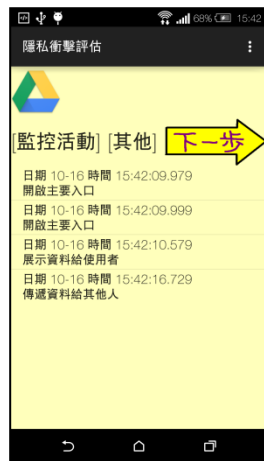 68% 15:42
隱私衝擊評估
[監控活動] [其他] 下一步
日期 10-16 時間 15:42:09.979
開啟主要入口
日期 10-16 時間 15:42:09.999
開啟主要入口
日期 10-16 時間 15:42:10.579
展示資料給使用者
日期 10-16 時間 15:42:16.729
傳遞資料給其他人